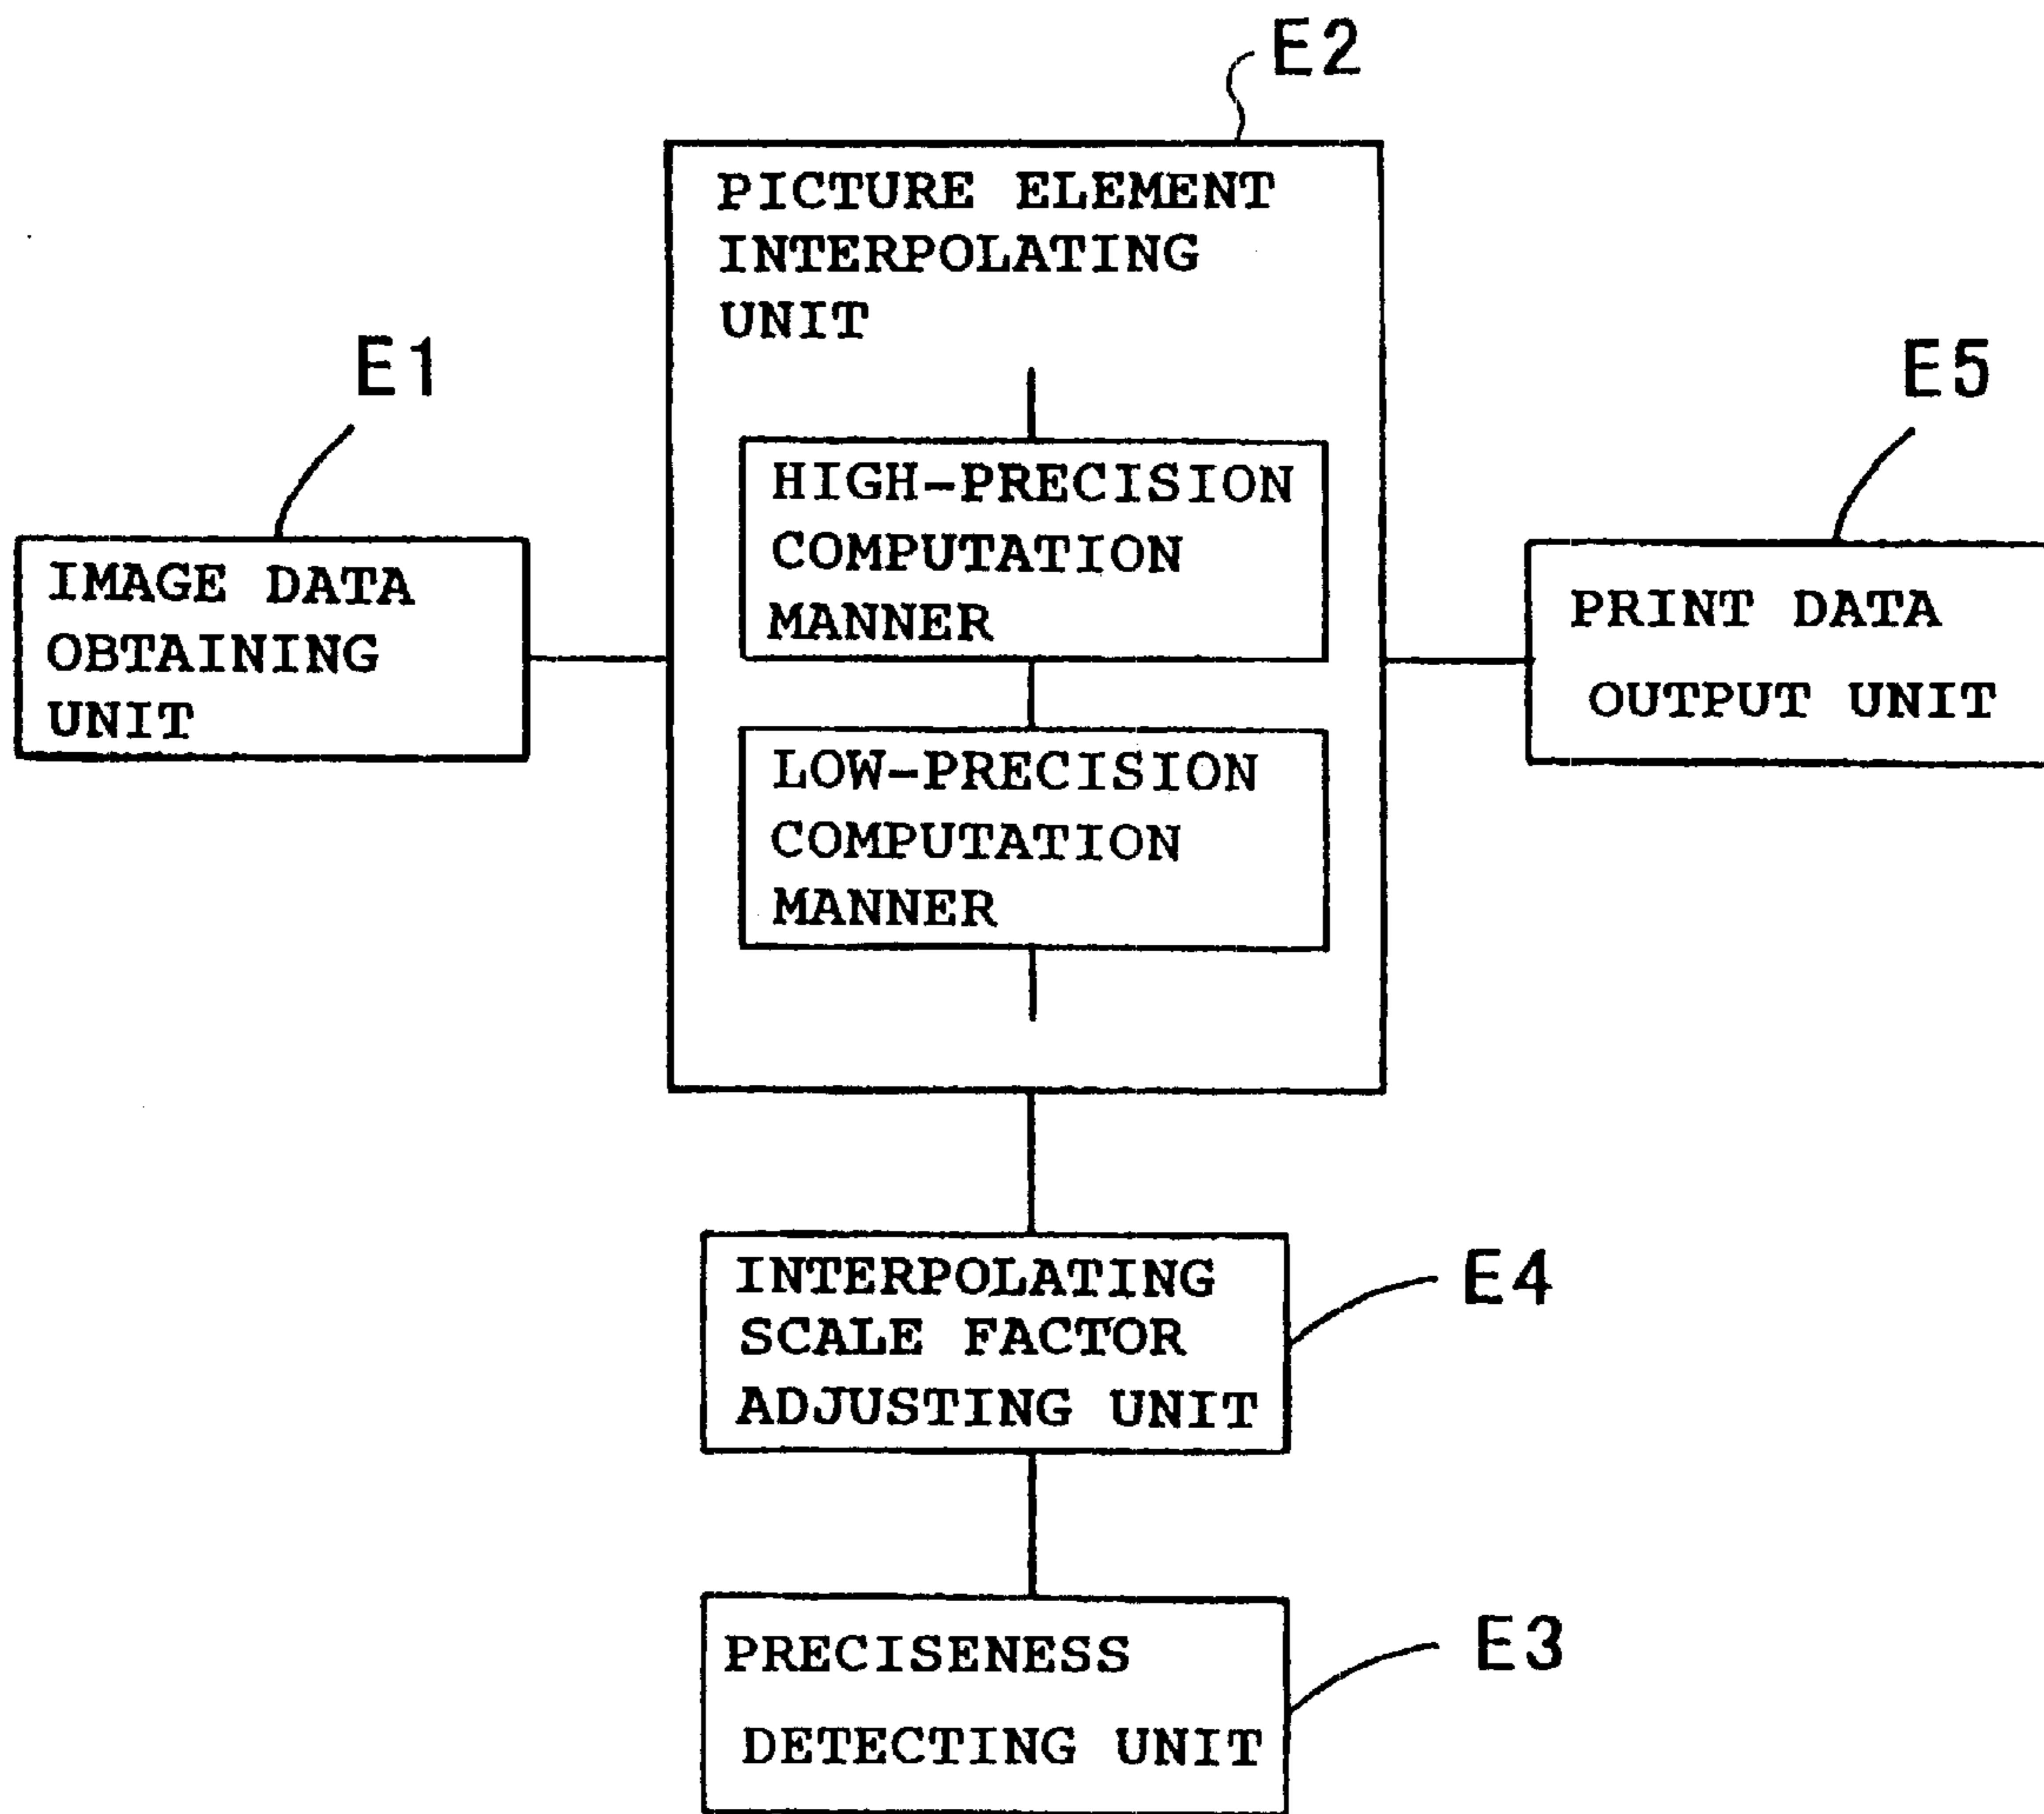 E2
PICTURE ELEMENT
INTERPOLATING
UNIT
E1
E5
HIGH-PRECISION
COMPUTATION
MANNER
IMAGE DATA
OBTAINING
UNIT
PRINT DATA
OUTPUT UNIT
LOW-PRECISION
COMPUTATION
MANNER
INTERPOLATING
SCALE FACTOR
ADJUSTING UNIT
E4
PRECISENESS
DETECTING UNIT
E3